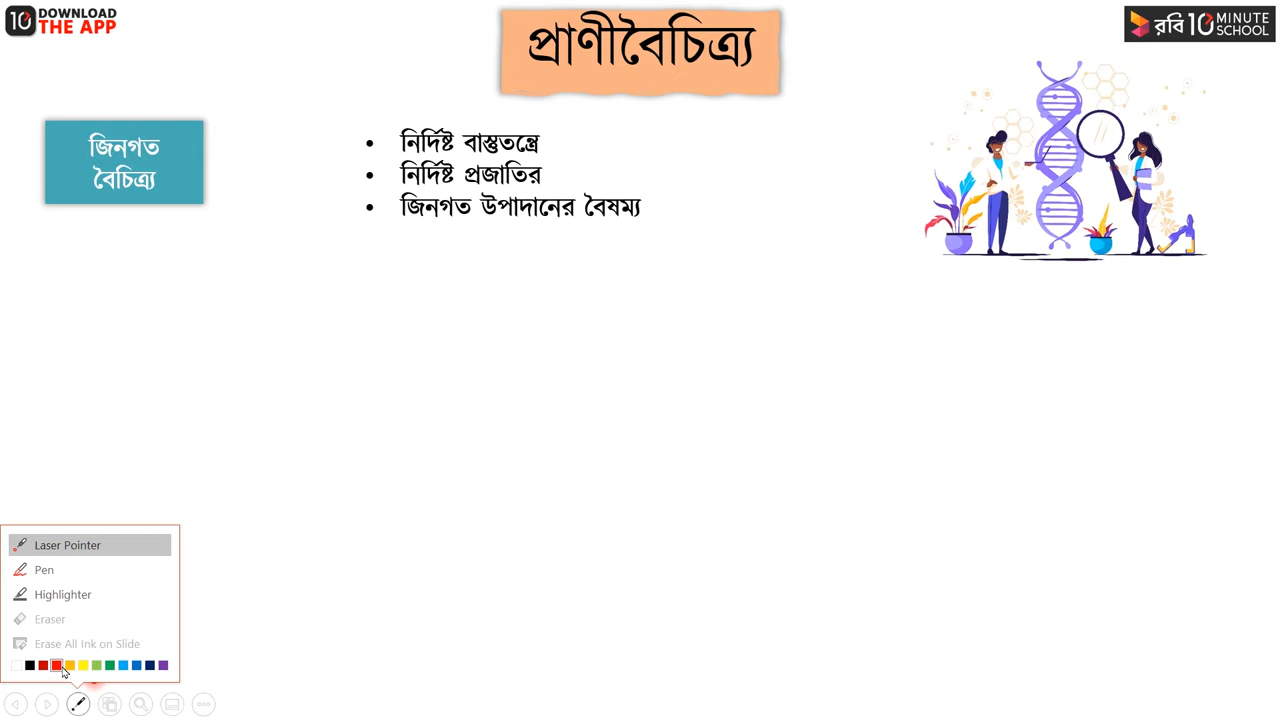 10 DOWNLOAD
THE APP
প্রাণীবৈচিত্র্য
রবি 10 MINUTE
SCHOOL
জিনগত
বৈচিত্র্য
• নির্দিষ্ট বাস্তুতন্ত্রে
• নির্দিষ্ট প্রজাতির
• জিনগত উপাদানের বৈষম্য
Laser Pointer
Pen
Highlighter
Eraser
Erase All Ink on Slide